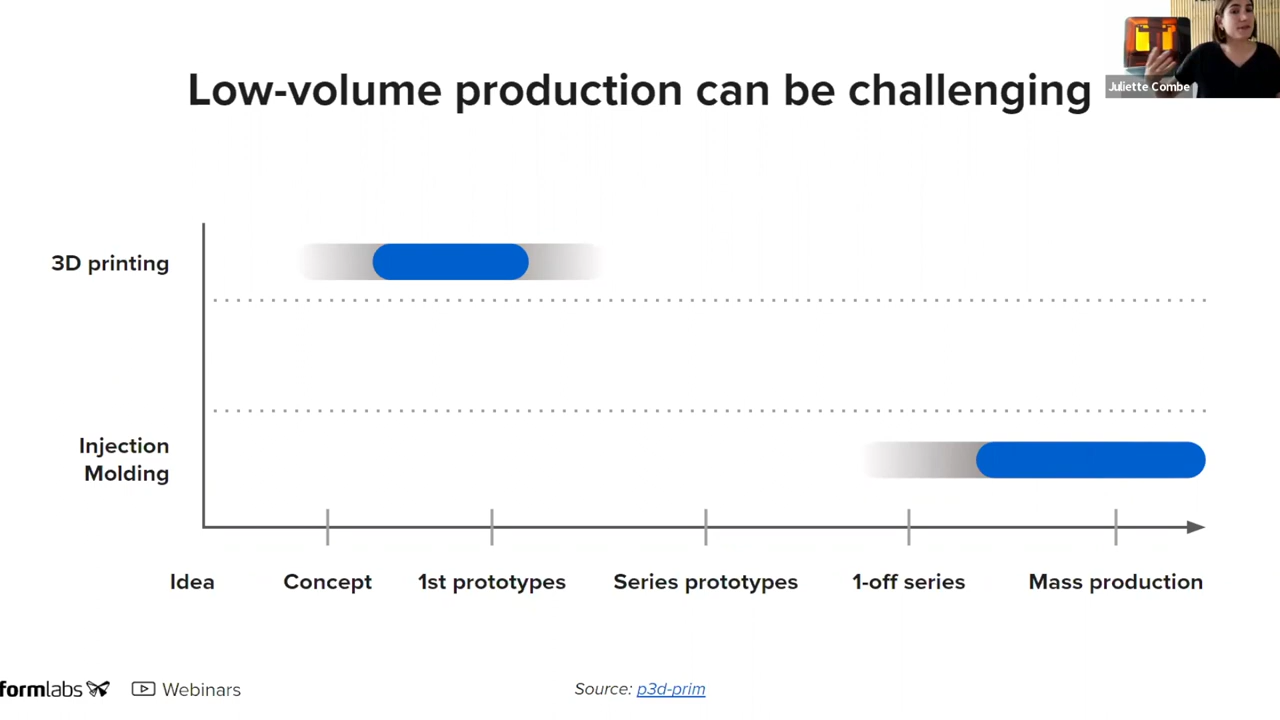 Low-volume production can be challenging
Juliette Combe
3D printing
Injection
Molding
Idea
Concept
1st prototypes
Series prototypes
1-off series
Mass production
formlabs
Webinars
Source: p3d-prim